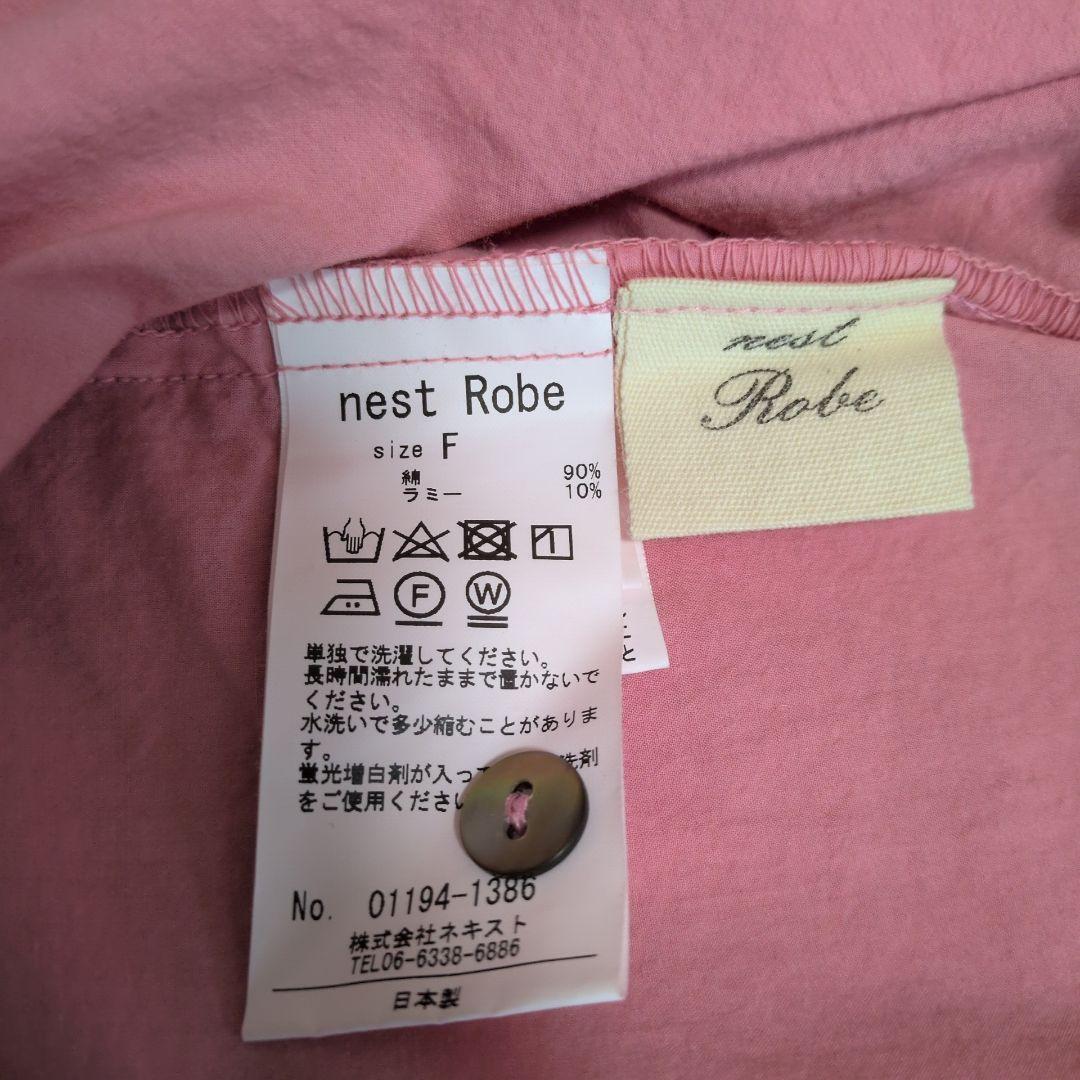 nest Robe
size F
綿 90%
ラミー 10%
F W
単独で洗濯してください。
長時間濡れたままで置かないで
ください。
水洗いで多少縮むことがありま
す。
蛍光増白剤が入って 洗剤
をご使用くださ
No. 01194-1386
株式会社ネキスト
TEL06-6338-6886
日本製
nest
Robe
と